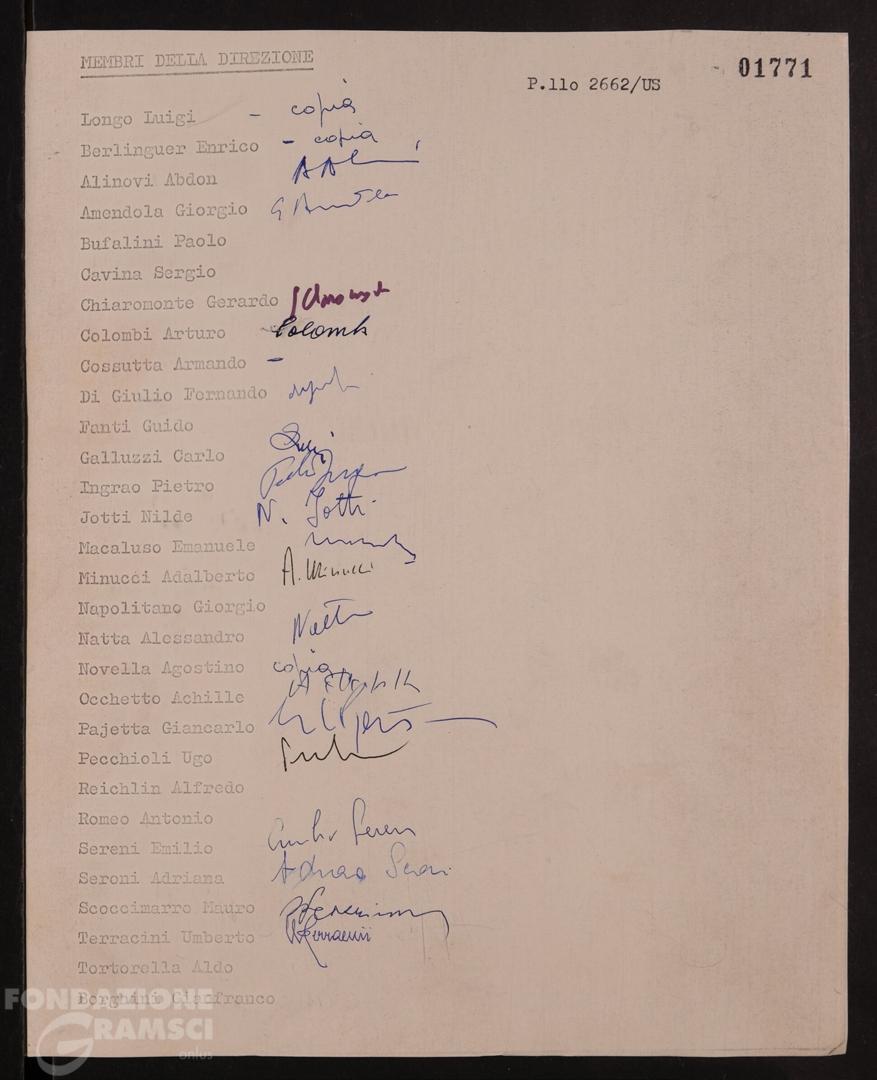 MEMBRI DELLA DIREZIONE
P.llo 2662/US
01771
Longo Luigi - copia
Berlinguer Enrico - copia
Alinovi Abdon
Amendola Giorgio
Bufalini Paolo
Cavina Sergio
Chiaromonte Gerardo
Colombi Arturo Colombi
Cossutta Armando -
Di Giulio Fernando
Fanti Guido
Galluzzi Carlo
Ingrao Pietro
Jotti Nilde N. Jotti
Macaluso Emanuele
Minucci Adalberto A. Minucci
Napolitano Giorgio
Natta Alessandro Natta
Novella Agostino copia
Occhetto Achille
Pajetta Giancarlo
Pecchioli Ugo
Reichlin Alfredo
Romeo Antonio
Sereni Emilio Emilio Sereni
Seroni Adriana Adriana Seroni
Scoccimarro Mauro
Terracini Umberto UTerracini
Tortorella Aldo
Borghini Gianfranco
FONDAZIONE
GRAMSCI
onlus